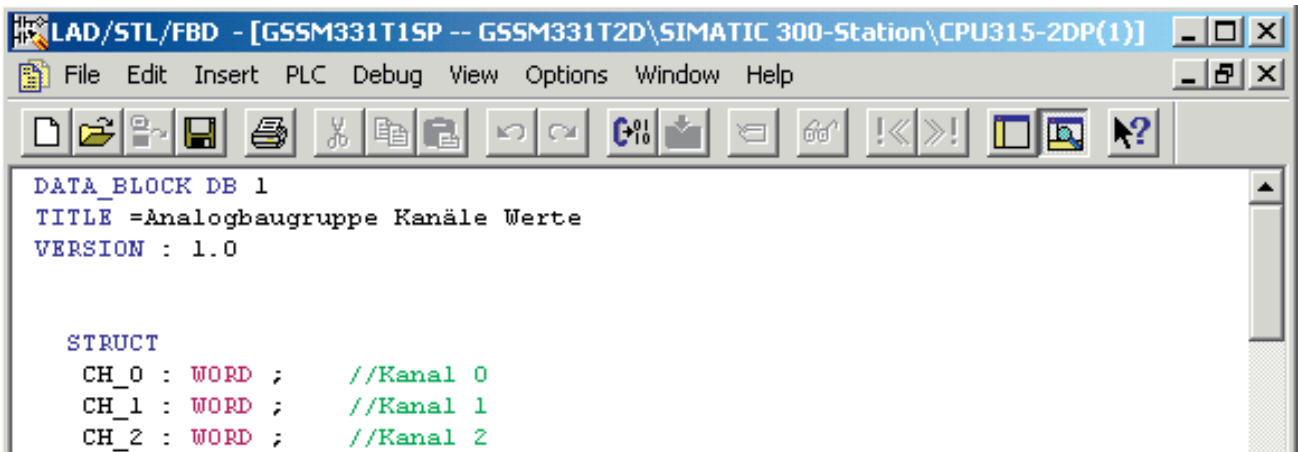 LAD/STL/FBD - [GSSM331T1SP -- GSSM331T2D\SIMATIC 300-Station\CPU315-2DP(1)]
File Edit Insert PLC Debug View Options Window Help
DATA_BLOCK DB 1
TITLE =Analogbaugruppe Kanäle Werte
VERSION : 1.0
STRUCT
CH_0 : WORD ; //Kanal 0
CH_1 : WORD ; //Kanal 1
CH_2 : WORD ; //Kanal 2